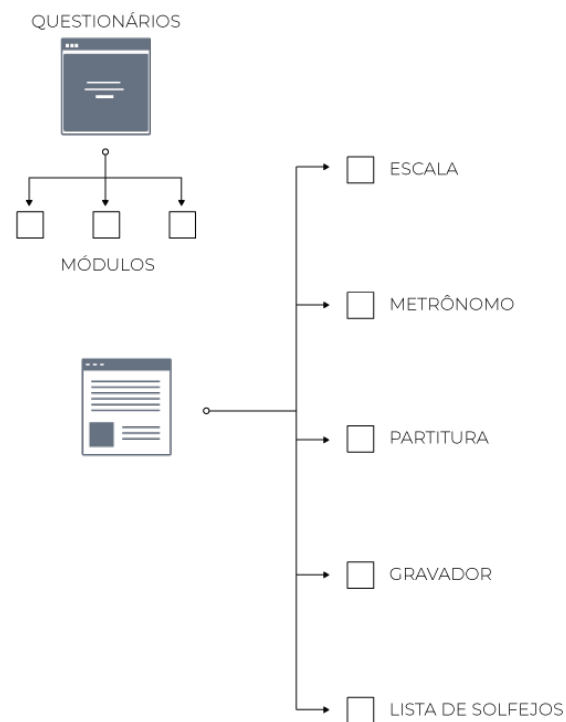 QUESTIONÁRIOS
MÓDULOS
ESCALA
METRÔNOMO
PARTITURA
GRAVADOR
LISTA DE SOLFEJOS